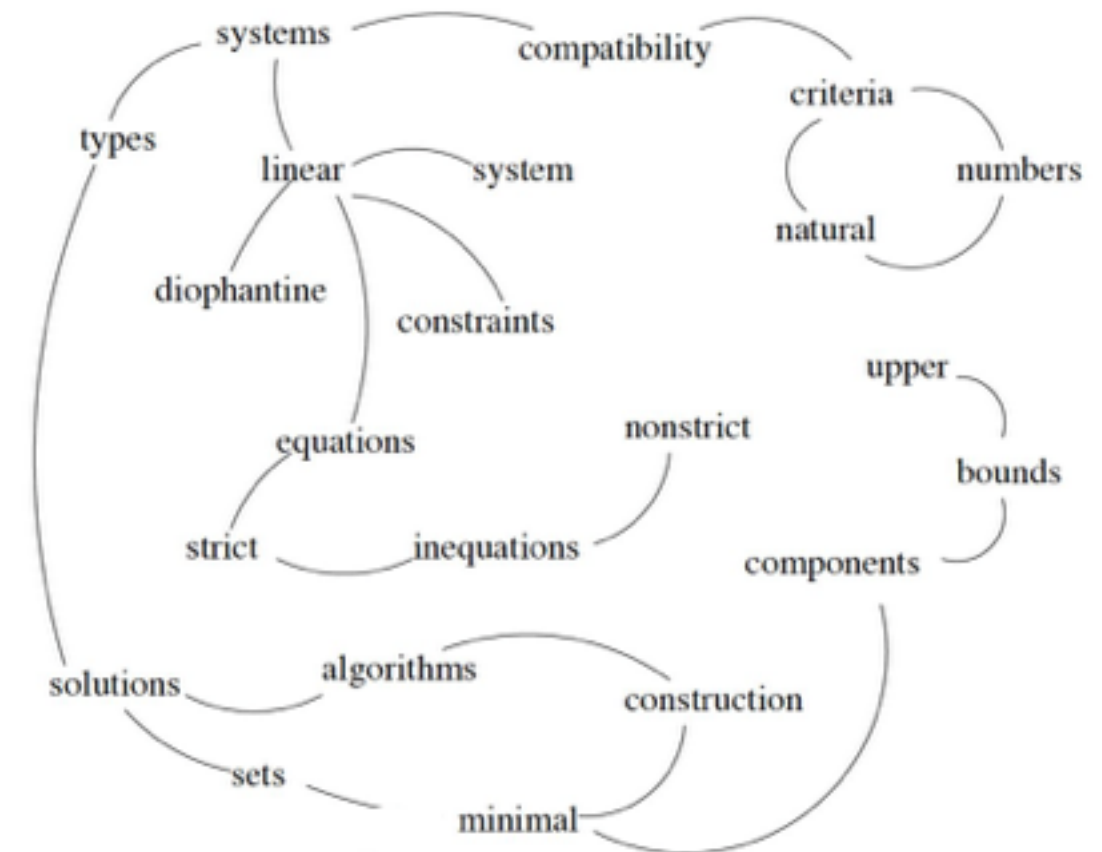 systems
compatibility
criteria
types
linear
system
numbers
natural
diophantine
constraints
upper
nonstrict
equations
bounds
strict
inequations
components
algorithms
solutions
construction
sets
minimal